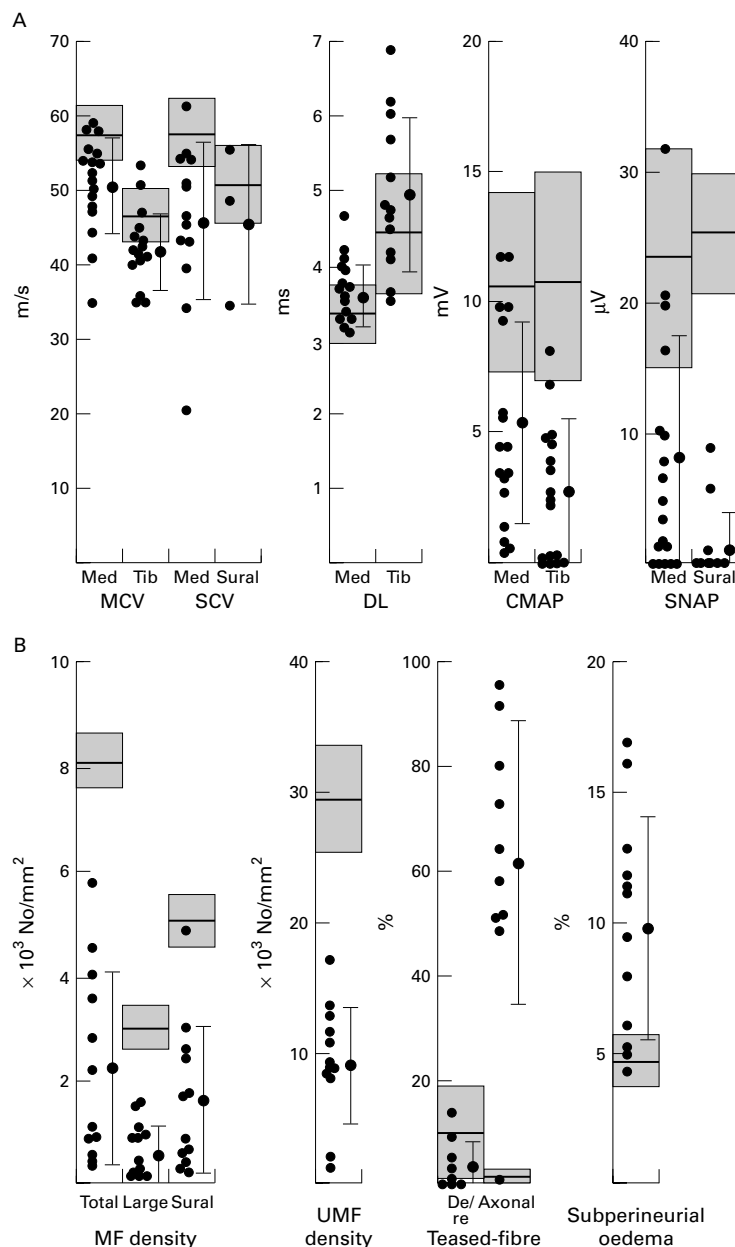 A
70
60
50
40
30
20
10
m/s
Med Tib Med Sural
MCV SCV
7
6
5
4
3
2
1
ms
Med Tib
DL
20
15
10
5
mV
Med Tib
CMAP
40
30
20
10
µV
Med Sural
SNAP
B
10
8
6
4
2
× 10³ No/mm²
Total Large Sural
MF density
40
30
20
10
× 10³ No/mm²
UMF
density
100
80
60
40
20
0
%
De/ Axonal
re
Teased-fibre
20
15
10
5
%
Subperineurial
oedema